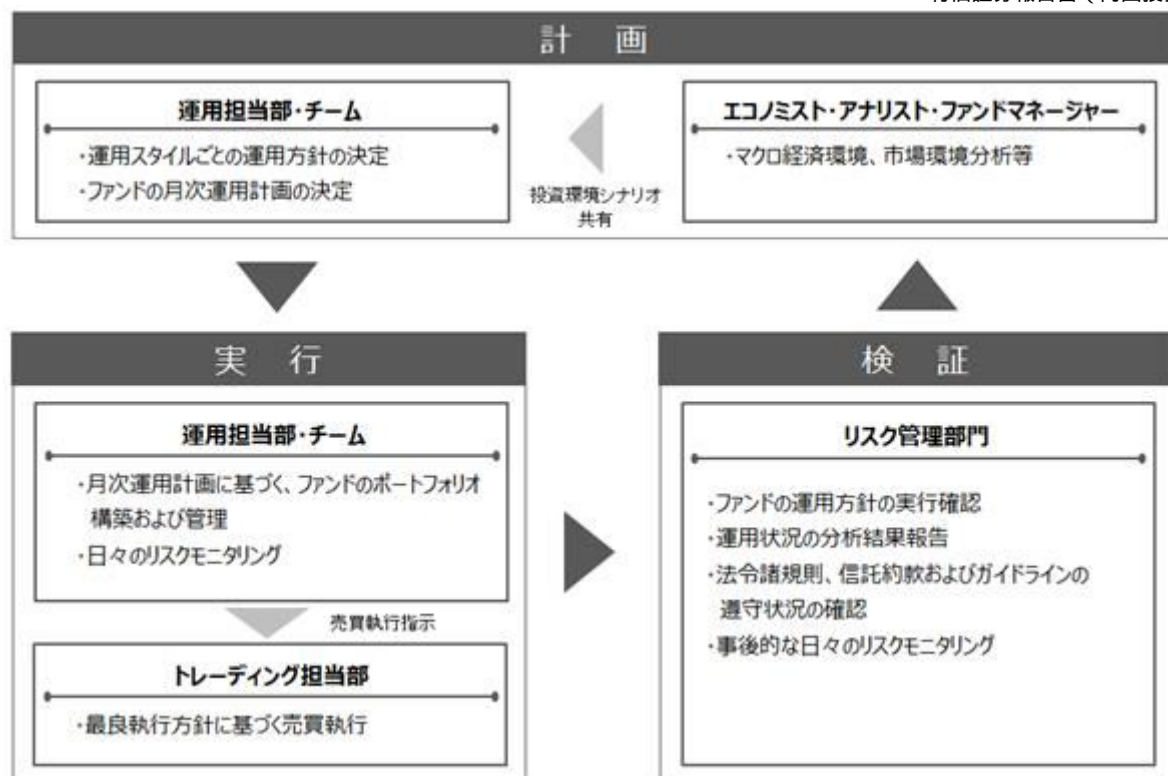 計 画
運用担当部・チーム
・運用スタイルごとの運用方針の決定
・ファンドの月次運用計画の決定
投資環境シナリオ
共有
エコノミスト・アナリスト・ファンドマネージャー
・マクロ経済環境、市場環境分析等
実 行
運用担当部・チーム
・月次運用計画に基づく、ファンドのポートフォリオ
構築および管理
・日々のリスクモニタリング
売買執行指示
トレーディング担当部
・最良執行方針に基づく売買執行
検 証
リスク管理部門
・ファンドの運用方針の実行確認
・運用状況の分析結果報告
・法令諸規則、信託約款およびガイドラインの
遵守状況の確認
・事後的な日々のリスクモニタリング